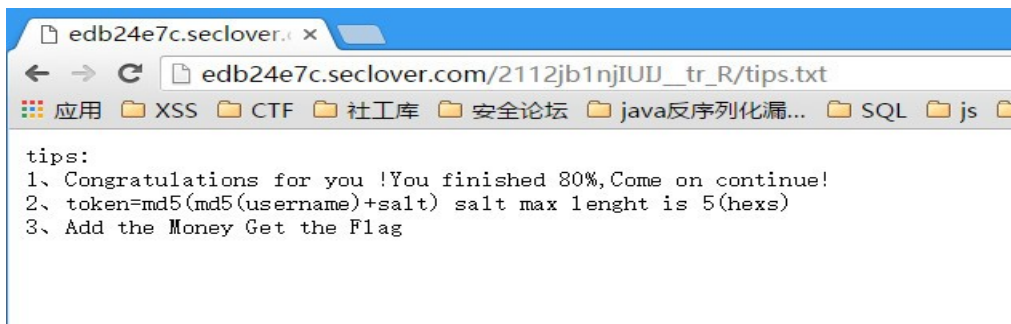 edb24e7c.seclover.
edb24e7c.seclover.com/2112jb1njIUIJ__tr_R/tips.txt
应用 XSS CTF 社工库 安全论坛 java反序列化漏... SQL js
tips:
1、Congratulations for you !You finished 80%,Come on continue!
2、token=md5(md5(username)+salt) salt max lenght is 5(hexs)
3、Add the Money Get the Flag